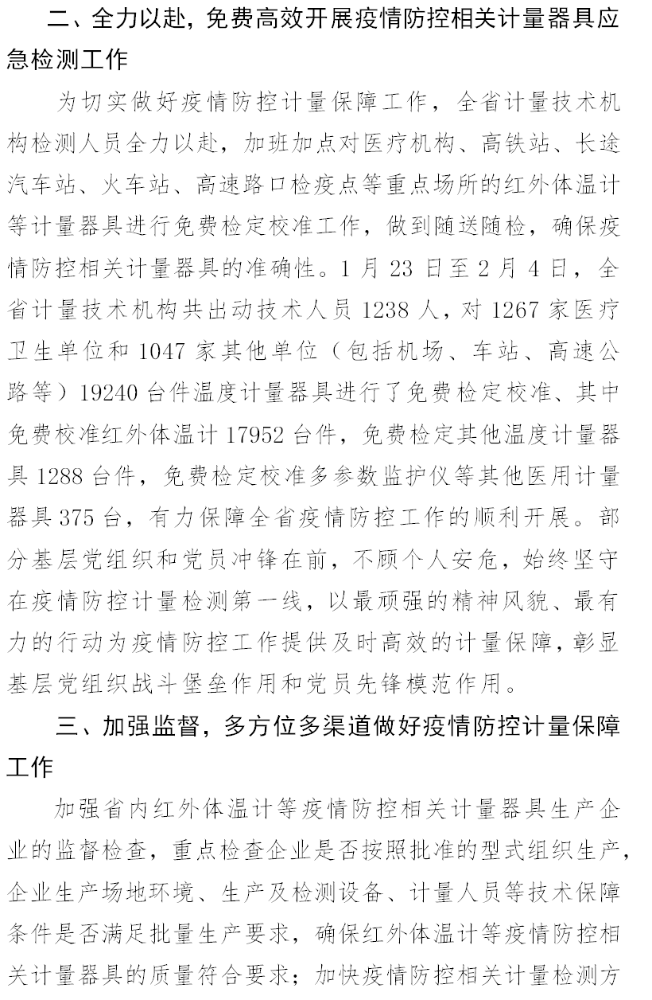 二、全力以赴，免费高效开展疫情防控相关计量器具应
急检测工作
为切实做好疫情防控计量保障工作，全省计量技术机
构检测人员全力以赴，加班加点对医疗机构、高铁站、长途
汽车站、火车站、高速路口检疫点等重点场所的红外体温计
等计量器具进行免费检定校准工作，做到随送随检，确保疫
情防控相关计量器具的准确性。1 月 23 日至 2 月 4 日，全
省计量技术机构共出动技术人员 1238 人，对 1267 家医疗
卫生单位和 1047 家其他单位（包括机场、车站、高速公
路等）19240 台件温度计量器具进行了免费检定校准、其中
免费校准红外体温计 17952 台件，免费检定其他温度计量器
具 1288 台件，免费检定校准多参数监护仪等其他医用计量
器具 375 台，有力保障全省疫情防控工作的顺利开展。部
分基层党组织和党员冲锋在前，不顾个人安危，始终坚守
在疫情防控计量检测第一线，以最顽强的精神风貌、最有
力的行动为疫情防控工作提供及时高效的计量保障，彰显
基层党组织战斗堡垒作用和党员先锋模范作用。
三、加强监督，多方位多渠道做好疫情防控计量保障
工作
加强省内红外体温计等疫情防控相关计量器具生产企
业的监督检查，重点检查企业是否按照批准的型式组织生产，
企业生产场地环境、生产及检测设备、计量人员等技术保障
条件是否满足批量生产要求，确保红外体温计等疫情防控相
关计量器具的质量符合要求；加快疫情防控相关计量检测方